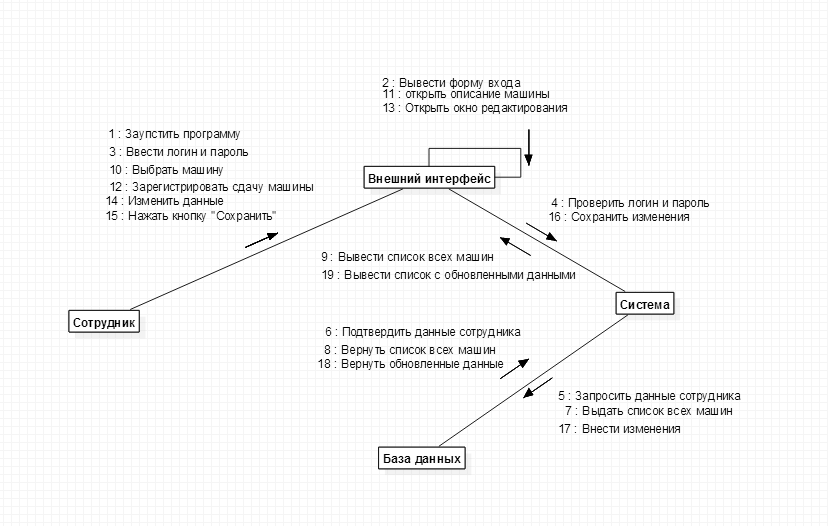 2 : Вывести форму входа
11 : открыть описание машины
13 : Открыть окно редактирования
1 : Заупстить программу
3 : Ввести логин и пароль
10 : Выбрать машину
12 : Зарегистрировать сдачу машины
14 : Изменить данные
15 : Нажать кнопку "Сохранить"
Внешний интерфейс
4 : Проверить логин и пароль
16 : Сохранить изменения
9 : Вывести список всех машин
19 : Вывести список с обновленными данными
Система
Сотрудник
6 : Подтвердить данные сотрудника
8 : Вернуть список всех машин
18 : Вернуть обновленные данные
5 : Запросить данные сотрудника
7 : Выдать список всех машин
17 : Внести изменения
База данных